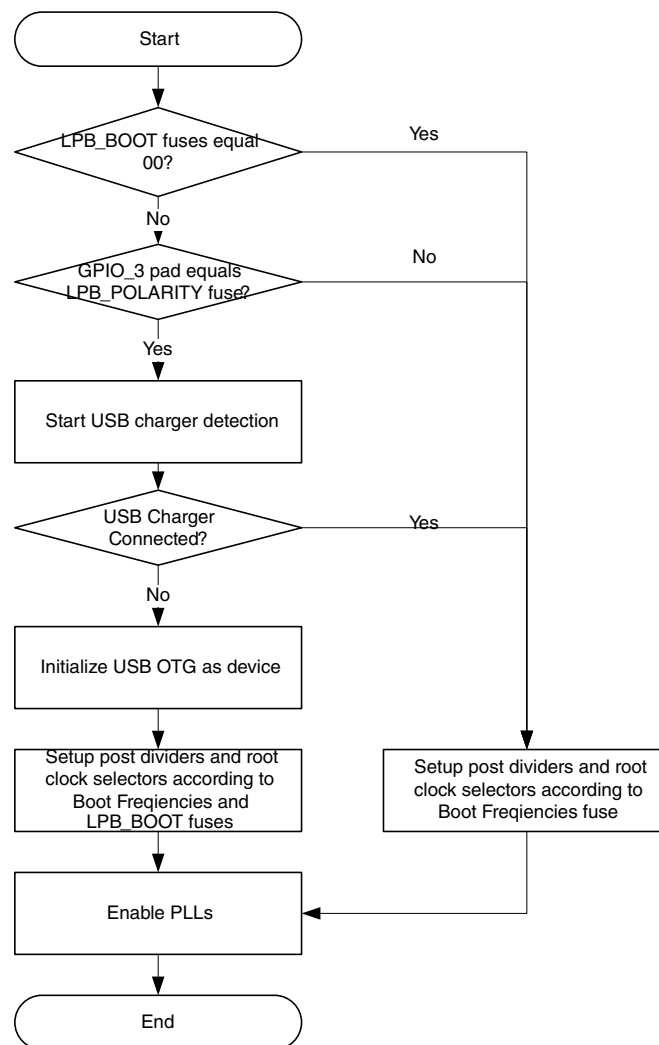 Start
LPB_BOOT fuses equal
00?
Yes
No
GPIO_3 pad equals
LPB_POLARITY fuse?
No
Yes
Start USB charger detection
USB Charger
Connected?
Yes
No
Initialize USB OTG as device
Setup post dividers and root
clock selectors according to
Boot Freqiencies and
LPB_BOOT fuses
Setup post dividers and root
clock selectors according to
Boot Freqiencies fuse
Enable PLLs
End